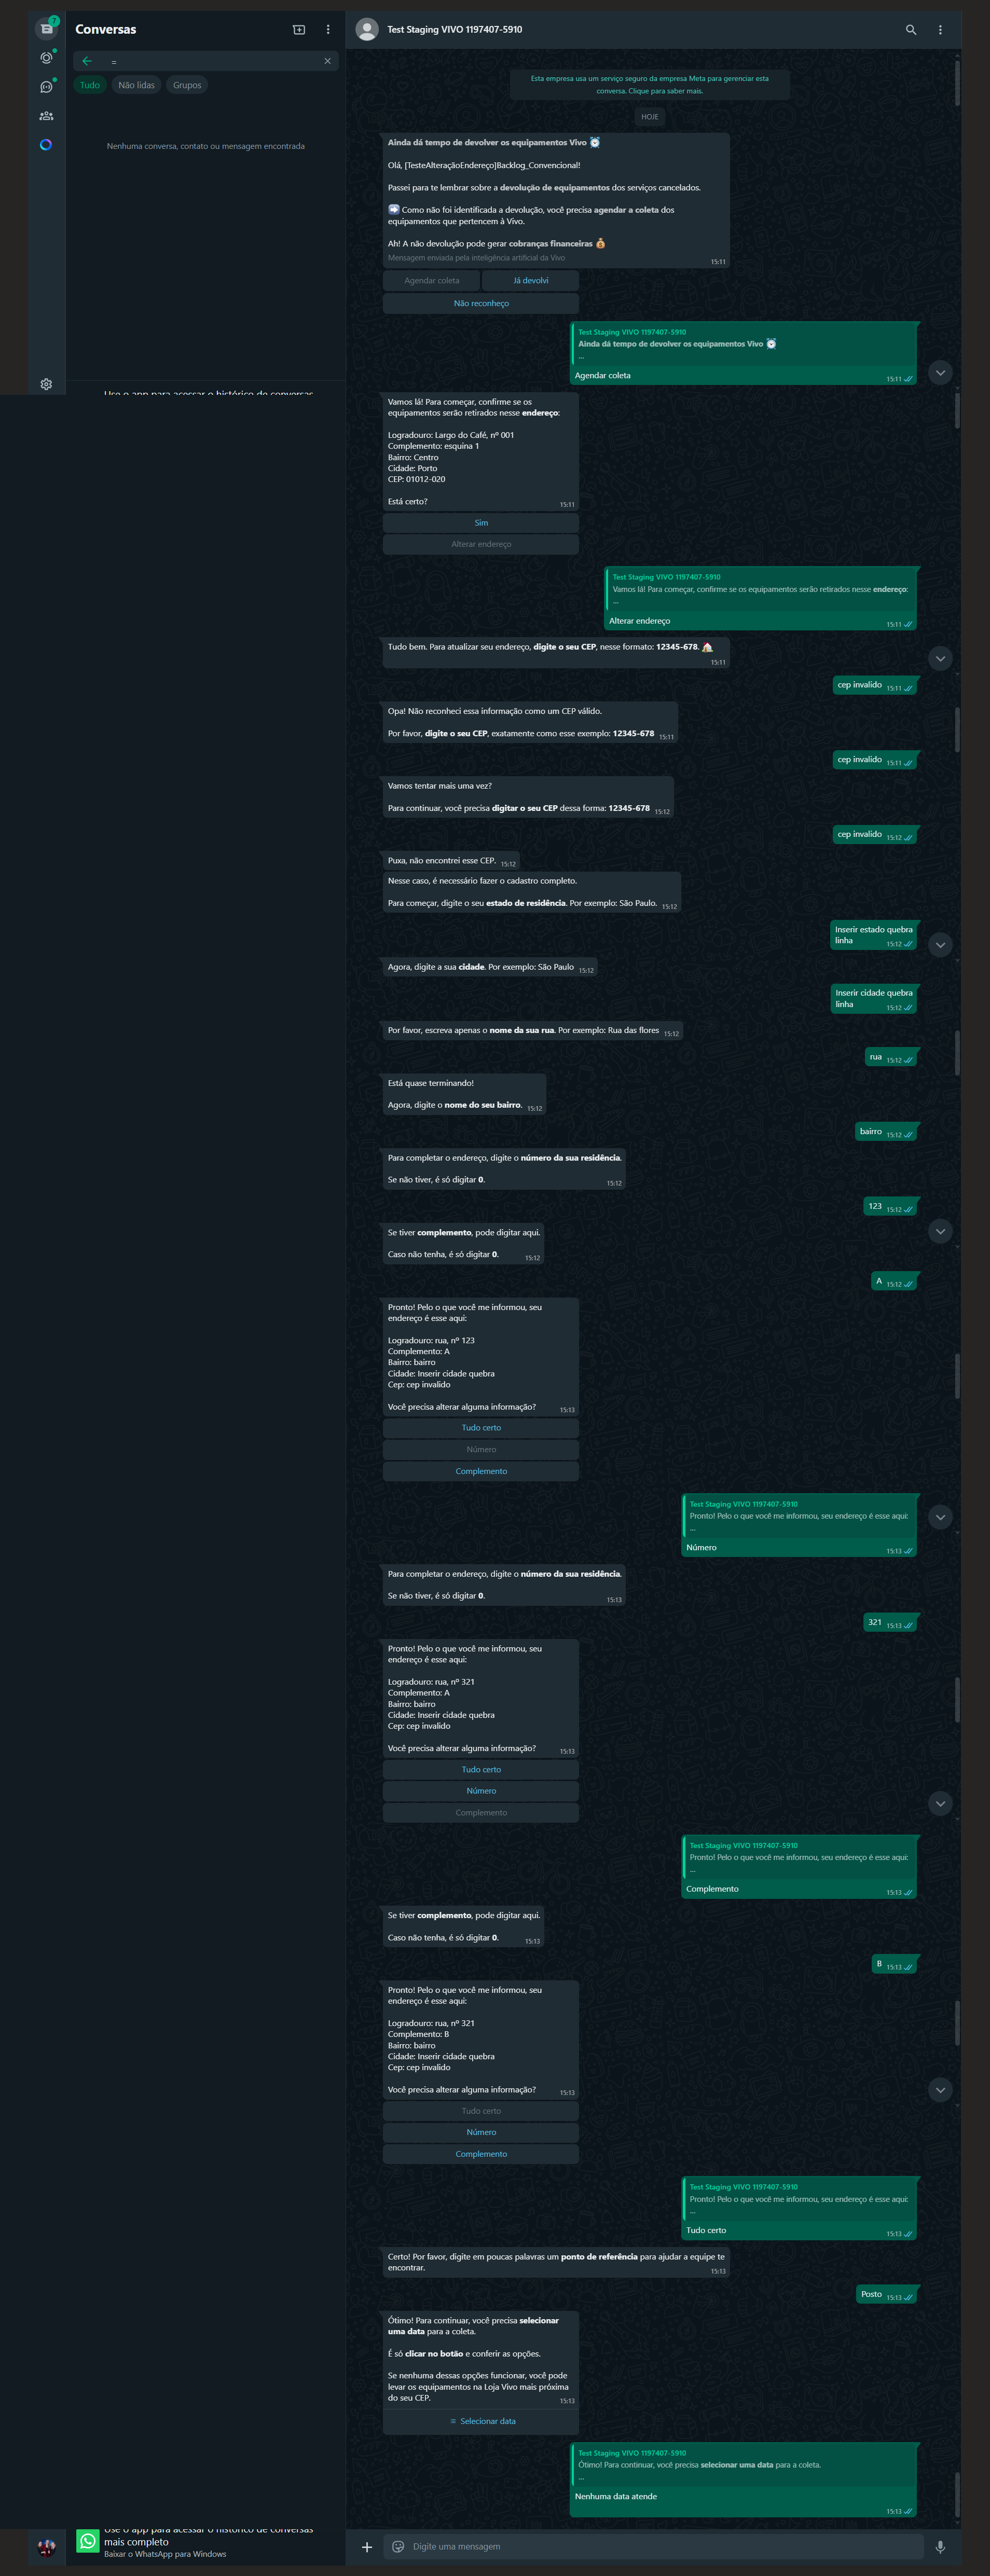 7
Conversas
=
Tudo
Não lidas
Grupos
Nenhuma conversa, contato ou mensagem encontrada
Test Staging VIVO 1197407-5910
Esta empresa usa um serviço seguro da empresa Meta para gerenciar esta
conversa. Clique para saber mais.
HOJE
Ainda dá tempo de devolver os equipamentos Vivo ⏰
Olá, [TesteAlteraçãoEndereço]Backlog_Convencional!
Passei para te lembrar sobre a devolução de equipamentos dos serviços cancelados.
➡️ Como não foi identificada a devolução, você precisa agendar a coleta dos
equipamentos que pertencem à Vivo.
Ah! A não devolução pode gerar cobranças financeiras 💰
Mensagem enviada pela inteligência artificial da Vivo
15:11
Agendar coleta
Já devolvi
Não reconheço
Test Staging VIVO 1197407-5910
Ainda dá tempo de devolver os equipamentos Vivo ⏰
...
Agendar coleta
15:11
Vamos lá! Para começar, confirme se os
equipamentos serão retirados nesse endereço:
Logradouro: Largo do Café, nº 001
Complemento: esquina 1
Bairro: Centro
Cidade: Porto
CEP: 01012-020
Está certo?
15:11
Sim
Alterar endereço
Test Staging VIVO 1197407-5910
Vamos lá! Para começar, confirme se os equipamentos serão retirados nesse endereço:
...
Alterar endereço
15:11
Tudo bem. Para atualizar seu endereço, digite o seu CEP, nesse formato: 12345-678. 🏠
15:11
cep invalido 15:11
Opa! Não reconheci essa informação como um CEP válido.
Por favor, digite o seu CEP, exatamente como esse exemplo: 12345-678 15:11
cep invalido 15:11
Vamos tentar mais uma vez?
Para continuar, você precisa digitar o seu CEP dessa forma: 12345-678 15:12
cep invalido 15:12
Puxa, não encontrei esse CEP. 15:12
Nesse caso, é necessário fazer o cadastro completo.
Para começar, digite o seu estado de residência. Por exemplo: São Paulo. 15:12
Inserir estado quebra
linha 15:12
Agora, digite a sua cidade. Por exemplo: São Paulo 15:12
Inserir cidade quebra
linha 15:12
Por favor, escreva apenas o nome da sua rua. Por exemplo: Rua das flores 15:12
rua 15:12
Está quase terminando!
Agora, digite o nome do seu bairro. 15:12
bairro 15:12
Para completar o endereço, digite o número da sua residência.
Se não tiver, é só digitar 0. 15:12
123 15:12
Se tiver complemento, pode digitar aqui.
Caso não tenha, é só digitar 0. 15:12
A 15:12
Pronto! Pelo o que você me informou, seu
endereço é esse aqui:
Logradouro: rua, nº 123
Complemento: A
Bairro: bairro
Cidade: Inserir cidade quebra
Cep: cep invalido
Você precisa alterar alguma informação? 15:13
Tudo certo
Número
Complemento
Test Staging VIVO 1197407-5910
Pronto! Pelo o que você me informou, seu endereço é esse aqui:
...
Número
15:13
Para completar o endereço, digite o número da sua residência.
Se não tiver, é só digitar 0. 15:13
321 15:13
Pronto! Pelo o que você me informou, seu
endereço é esse aqui:
Logradouro: rua, nº 321
Complemento: A
Bairro: bairro
Cidade: Inserir cidade quebra
Cep: cep invalido
Você precisa alterar alguma informação? 15:13
Tudo certo
Número
Complemento
Test Staging VIVO 1197407-5910
Pronto! Pelo o que você me informou, seu endereço é esse aqui:
...
Complemento
15:13
Se tiver complemento, pode digitar aqui.
Caso não tenha, é só digitar 0. 15:13
B 15:13
Pronto! Pelo o que você me informou, seu
endereço é esse aqui:
Logradouro: rua, nº 321
Complemento: B
Bairro: bairro
Cidade: Inserir cidade quebra
Cep: cep invalido
Você precisa alterar alguma informação? 15:13
Tudo certo
Número
Complemento
Test Staging VIVO 1197407-5910
Pronto! Pelo o que você me informou, seu endereço é esse aqui:
...
Tudo certo
15:13
Certo! Por favor, digite em poucas palavras um ponto de referência para ajudar a equipe te
encontrar. 15:13
Posto 15:13
Ótimo! Para continuar, você precisa selecionar
uma data para a coleta.
É só clicar no botão e conferir as opções.
Se nenhuma dessas opções funcionar, você pode
levar os equipamentos na Loja Vivo mais próxima
do seu CEP. 15:13
Selecionar data
Test Staging VIVO 1197407-5910
Ótimo! Para continuar, você precisa selecionar uma data para a coleta.
...
Nenhuma data atende
15:13
Use o app para acessar o histórico de conversas
mais completo
Baixar o WhatsApp para Windows
Digite uma mensagem